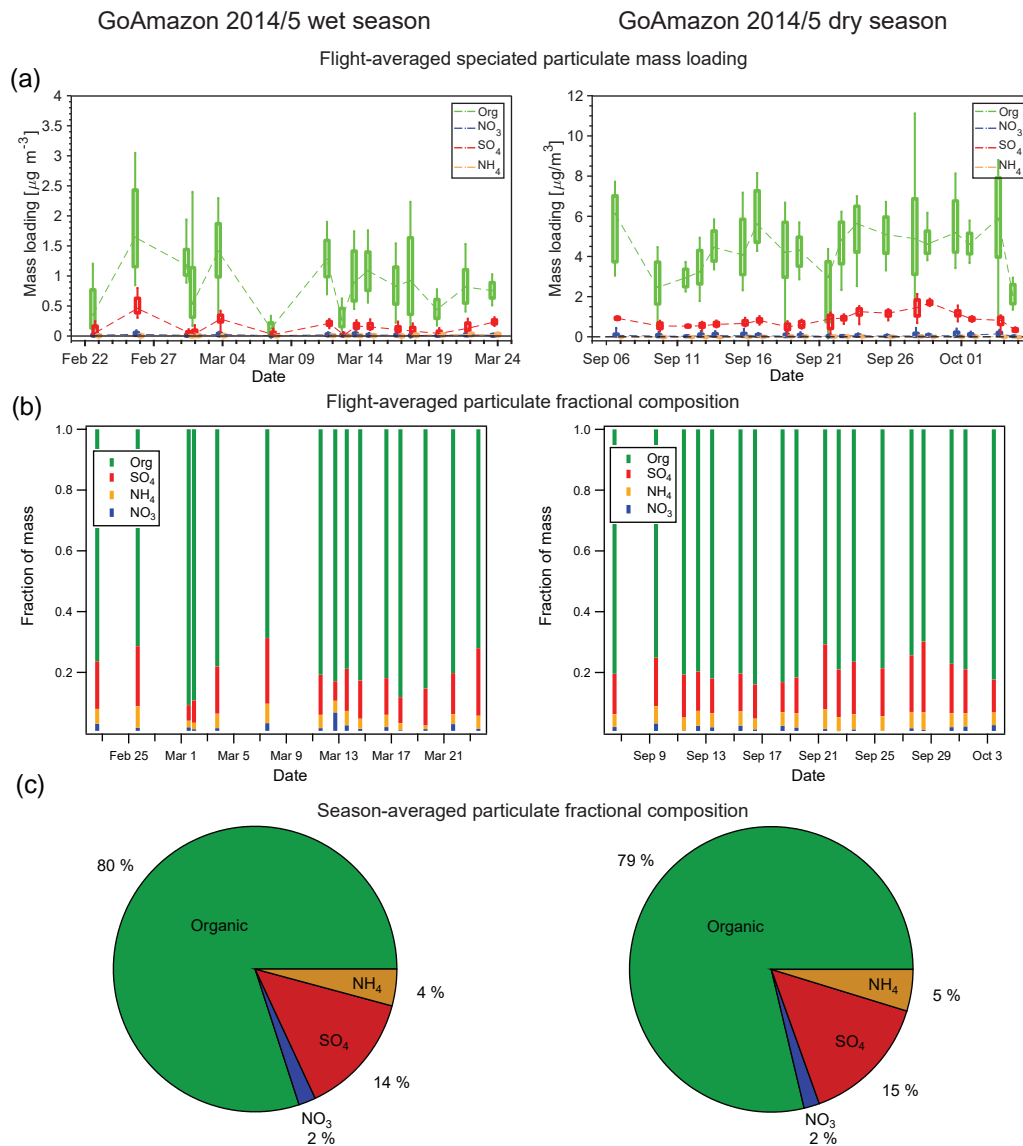 GoAmazon 2014/5 wet season
GoAmazon 2014/5 dry season
Flight-averaged speciated particulate mass loading
(a)
4
3.5
3
2.5
2
1.5
1
0.5
0
Mass loading [µg m⁻³]
Org
NO₃
SO₄
NH₄
Feb 22
Feb 27
Mar 04
Mar 09
Mar 14
Mar 19
Mar 24
Date
12
10
8
6
4
2
0
Mass loading [µg/m³]
Org
NO₃
SO₄
NH₄
Sep 06
Sep 11
Sep 16
Sep 21
Sep 26
Oct 01
Date
(b)
Flight-averaged particulate fractional composition
1.0
0.8
0.6
0.4
0.2
Fraction of mass
Org
SO₄
NH₄
NO₃
Feb 25
Mar 1
Mar 5
Mar 9
Mar 13
Mar 17
Mar 21
Date
1.0
0.8
0.6
0.4
0.2
Fraction of mass
Org
SO₄
NH₄
NO₃
Sep 9
Sep 13
Sep 17
Sep 21
Sep 25
Sep 29
Oct 3
Date
(c)
Season-averaged particulate fractional composition
80 %
Organic
NH₄
4 %
SO₄
14 %
NO₃
2 %
79 %
Organic
NH₄
5 %
SO₄
15 %
NO₃
2 %